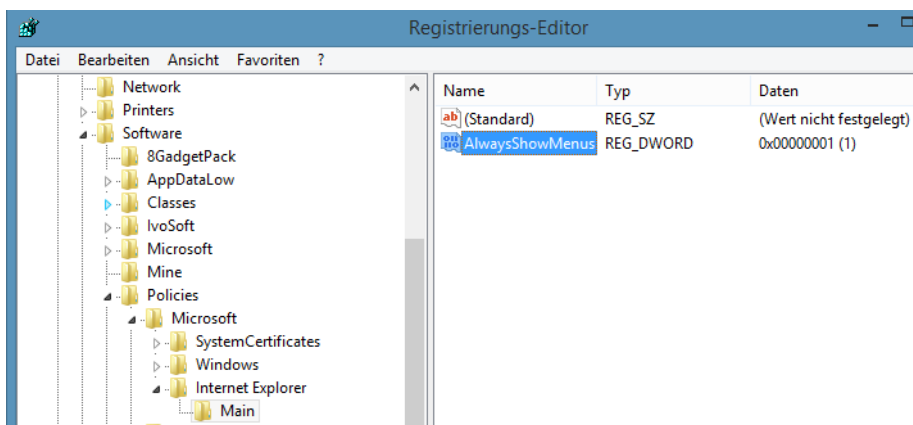 Registrierungs-Editor
Datei Bearbeiten Ansicht Favoriten ?
Network
Printers
Software
8GadgetPack
AppDataLow
Classes
IvoSoft
Microsoft
Mine
Policies
Microsoft
SystemCertificates
Windows
Internet Explorer
Main
Name Typ Daten
ab (Standard) REG_SZ (Wert nicht festgelegt)
AlwaysShowMenus REG_DWORD 0x00000001 (1)